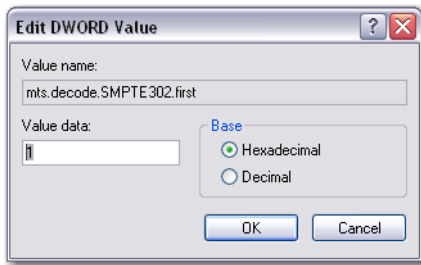 Edit DWORD Value
Value name:
mts.decode.SMPTE302.first
Value data:
1
Base
Hexadecimal
Decimal
OK
Cancel